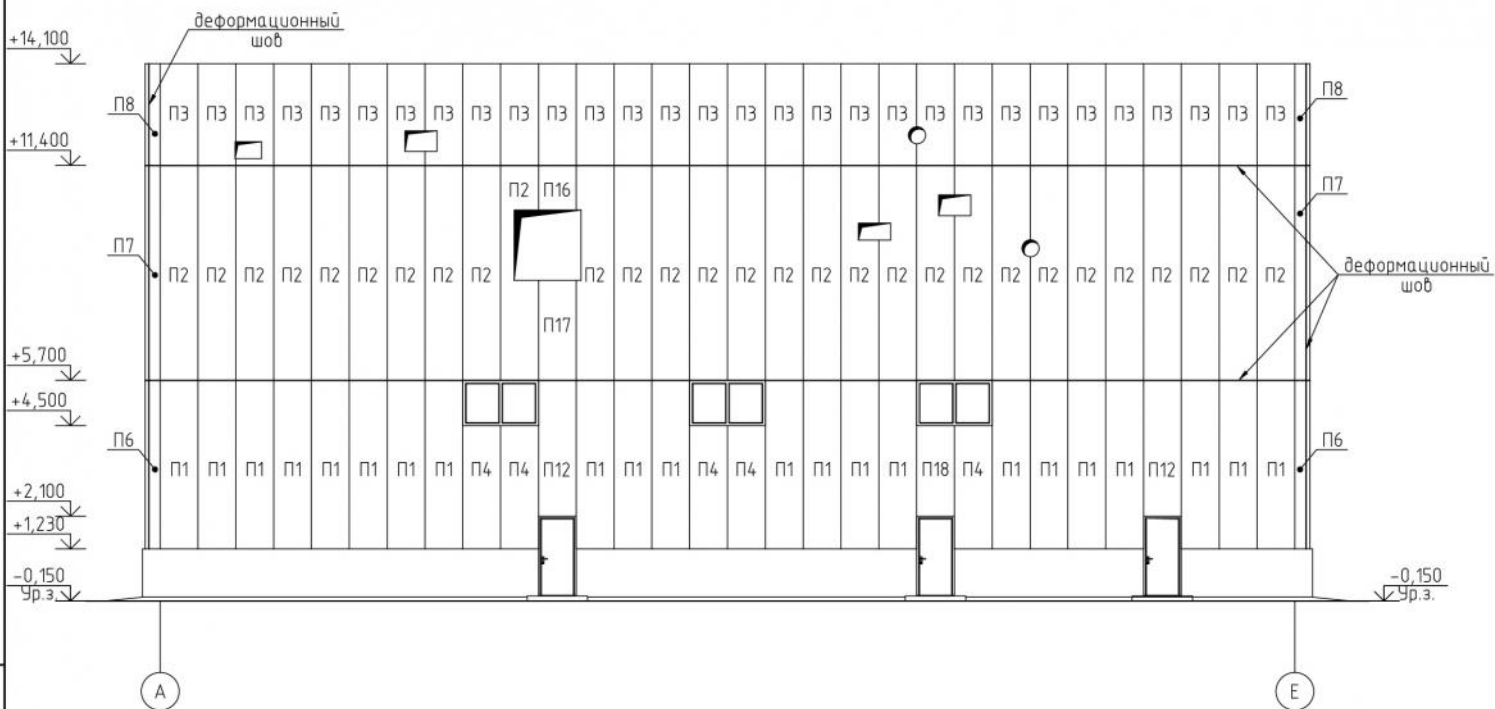 деформационный
шов
+14,100
П8
П3 П3 П3 П3 П3 П3 П3 П3 П3 П3 П3 П3 П3 П3 П3 П3 П3 П3 П3 П3 П3 П3 П3 П3 П3 П3 П3 П3 П3 П3
П8
+11,400
П2 П16
П7
П7
П2 П2 П2 П2 П2 П2 П2 П2 П2
П2 П2 П2 П2 П2 П2 П2 П2 П2 П2 П2 П2 П2 П2 П2 П2 П2 П2 П2
деформационный
шов
П17
+5,700
+4,500
П6
П1 П1 П1 П1 П1 П1 П1 П1 П4 П4 П12 П1 П1 П1 П4 П4 П1 П1 П1 П1 П18 П4 П1 П1 П1 П1 П12 П1 П1 П1
П6
+2,100
+1,230
-0,150
Ур.з.
-0,150
Ур.з.
А
Е